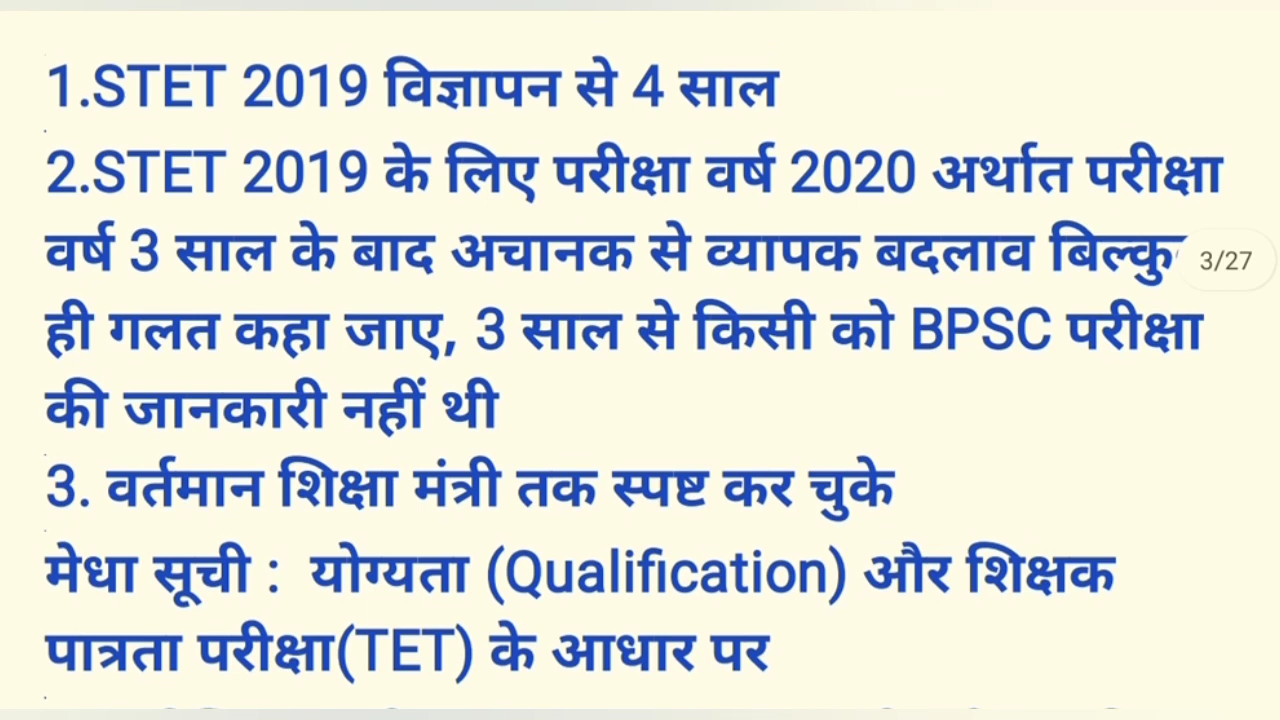 1.STET 2019 विज्ञापन से 4 साल
2.STET 2019 के लिए परीक्षा वर्ष 2020 अर्थात परीक्षा
वर्ष 3 साल के बाद अचानक से व्यापक बदलाव
3/27
ही गलत कहा जाए, 3 साल से किसी को BPSC परीक्षा
की जानकारी नहीं थी
3. वर्तमान शिक्षा मंत्री तक स्पष्ट कर चुके
मेधा सूची : योग्यता (Qualification) और शिक्षक
पात्रता परीक्षा(TET) के आधार पर